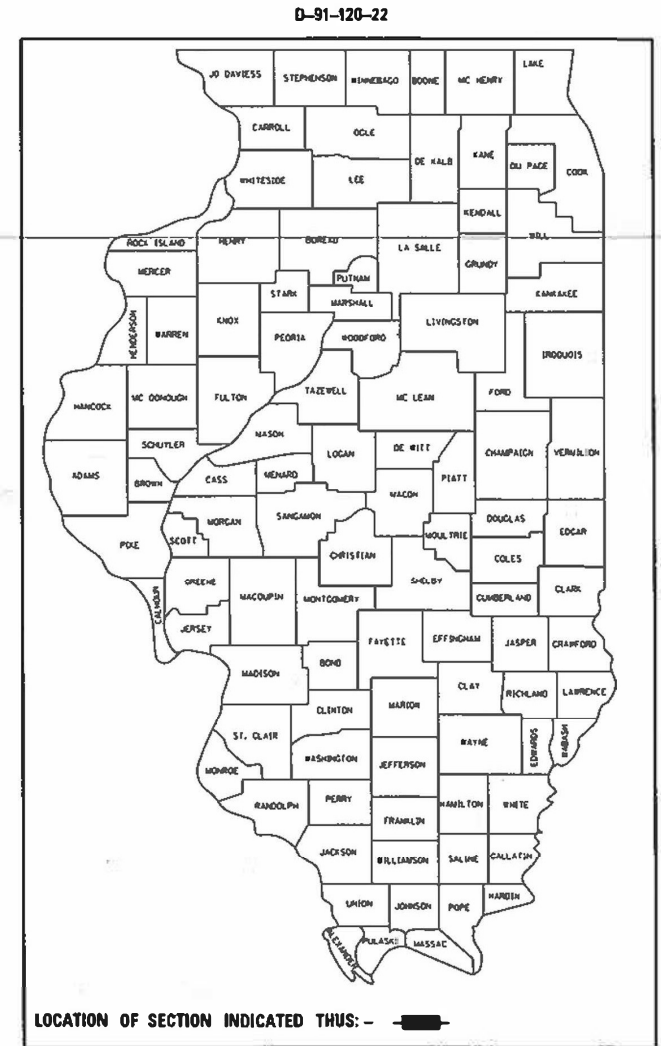 D-91-120-22
JO DAVIESS STEPHENSON WINNEBAGO BOONE MC HENRY LAKE
CARROLL OGLE
DE KALB KANE DU PAGE COOK
WHITESIDE LEE
KENDALL
ROCK ISLAND HENRY BUREAU LA SALLE WILL
GRUNDY
MERCER PUTNAM
STARK MARSHALL KANKAKEE
HENDERSON WARREN KNOX LIVINGSTON
PEORIA WOODFORD IROQUOIS
HANCOCK MC DONOUGH FULTON TAZEWELL MC LEAN FORD
MASON
SCHUYLER LOGAN DE WITT CHAMPAIGN VERMILION
ADAMS BROWN CASS MENARD PIATT
MACON
MORGAN SANGAMON DOUGLAS
PIKE SCOTT CHRISTIAN MOULTRIE EDGAR
COLES
CALHOUN GREENE MACOUPIN MONTGOMERY SHELBY CUMBERLAND CLARK
JERSEY FAYETTE EFFINGHAM JASPER CRAWFORD
MADISON BOND
CLAY RICHLAND LAWRENCE
CLINTON MARION
ST. CLAIR WAYNE EDWARDS WABASH
WASHINGTON JEFFERSON
MONROE
RANDOLPH PERRY HAMILTON WHITE
FRANKLIN
JACKSON WILLIAMSON SALINE GALLATIN
UNION JOHNSON POPE HARDIN
ALEXANDER PULASKI MASSAC
LOCATION OF SECTION INDICATED THUS: -